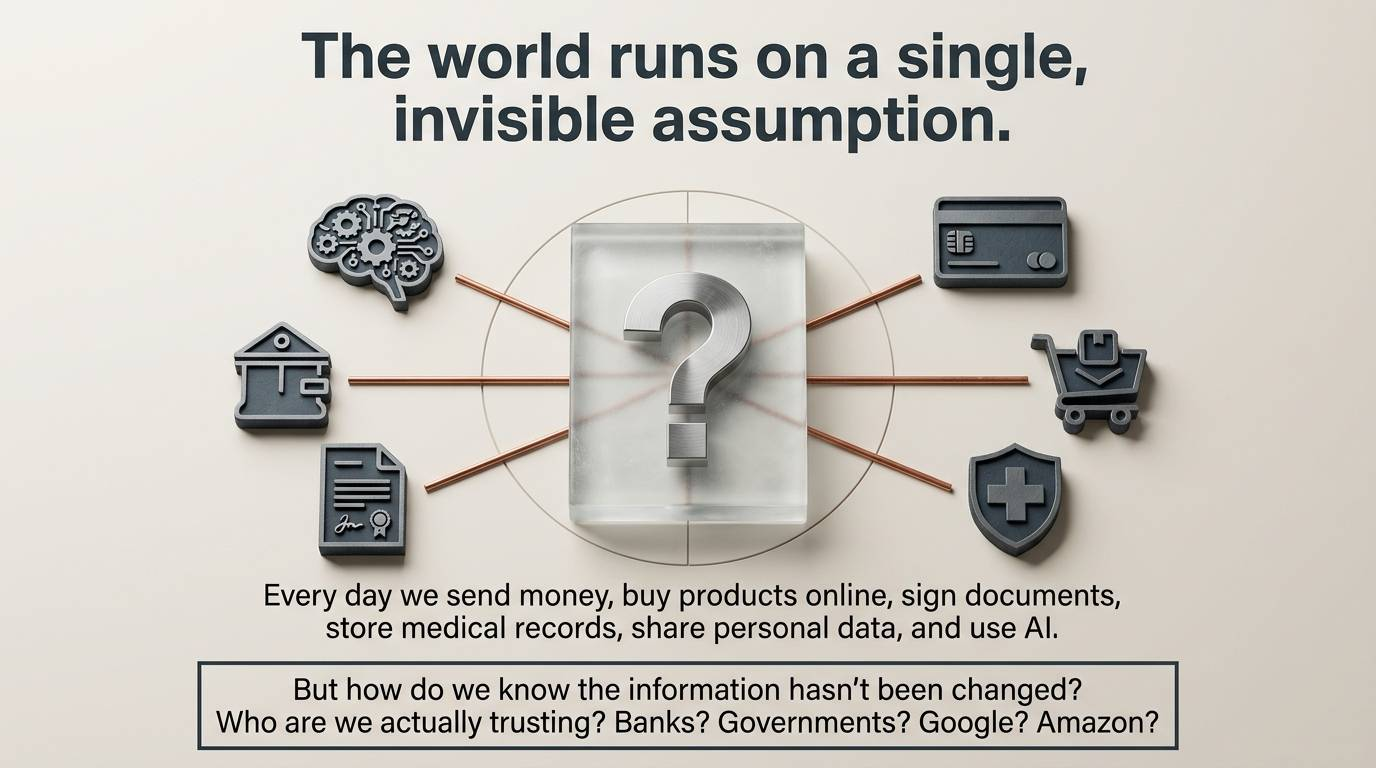 The world runs on a single,
invisible assumption.
Every day we send money, buy products online, sign documents,
store medical records, share personal data, and use AI.
But how do we know the information hasn’t been changed?
Who are we actually trusting? Banks? Governments? Google? Amazon?